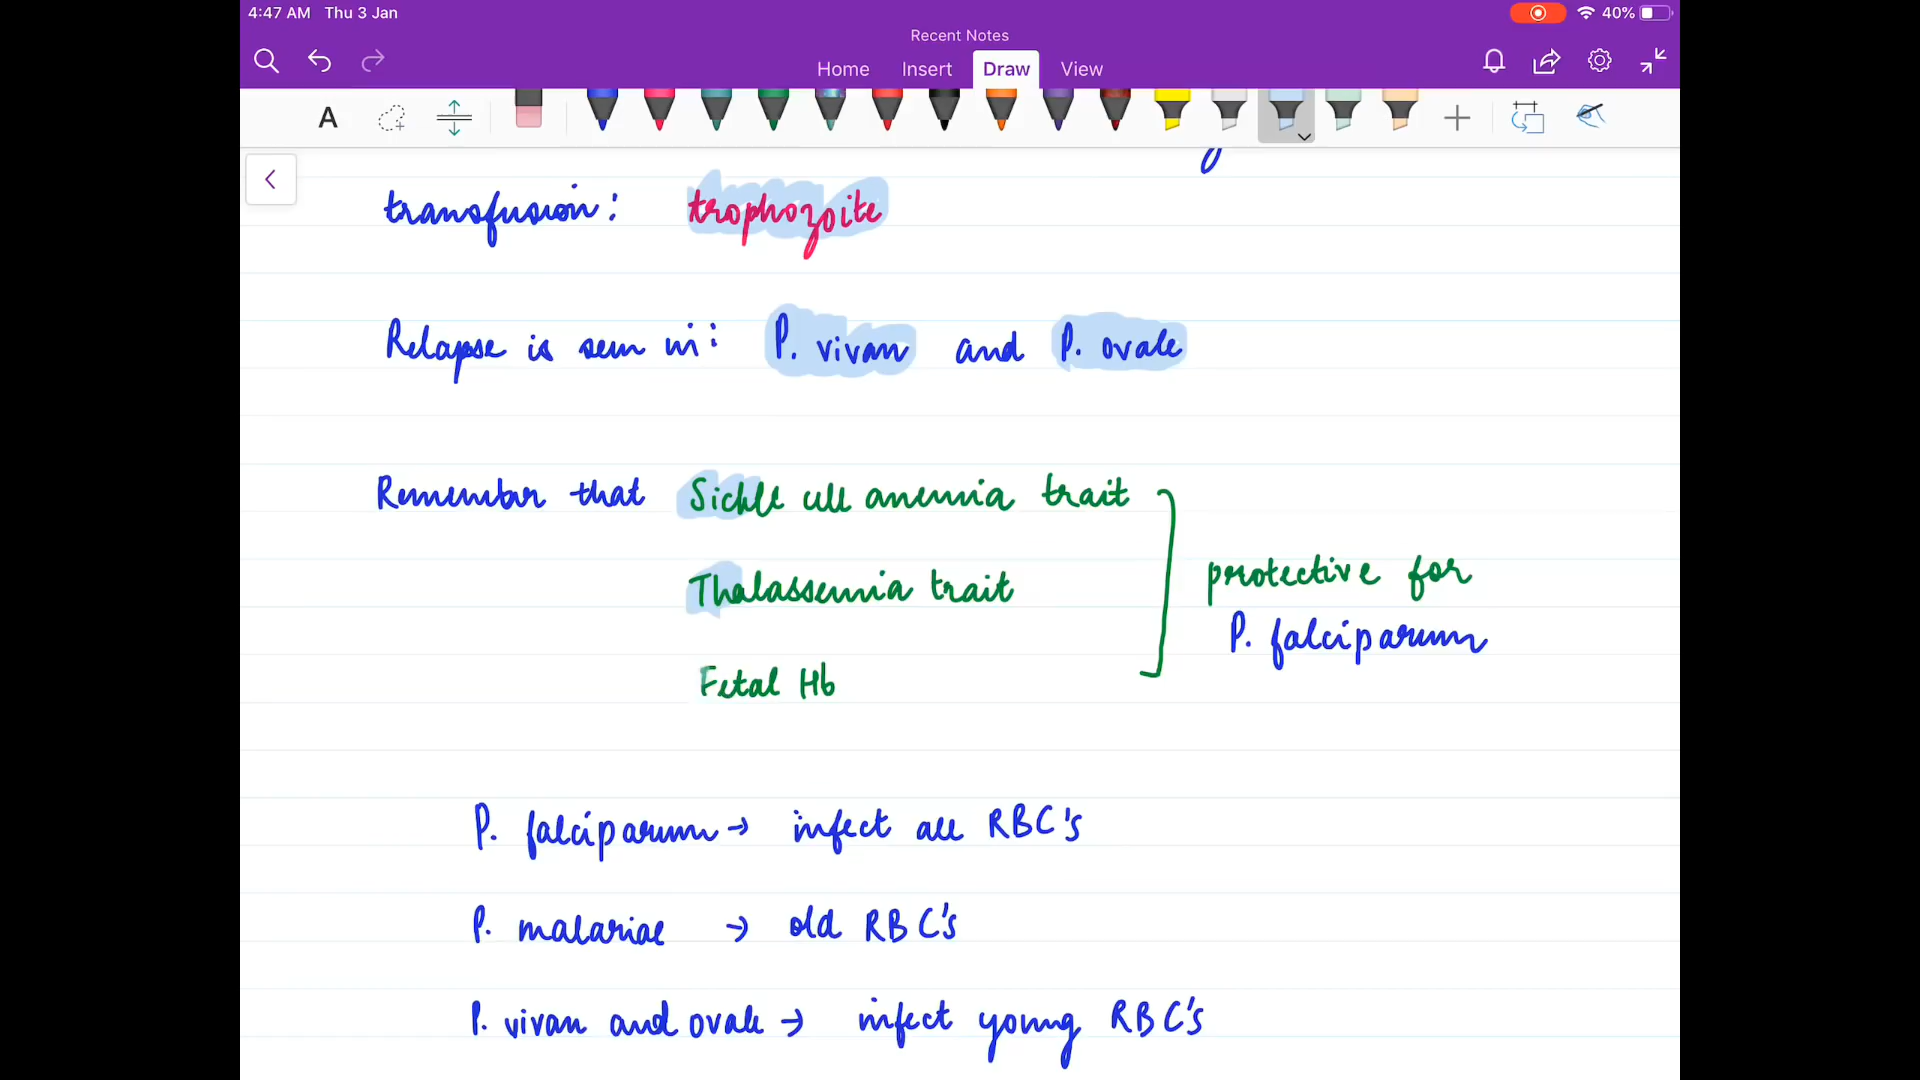 4:47 AM Thu 3 Jan
40%
Recent Notes
Home Insert Draw View
A
transfusion: trophozoite
Relapse is seen in: P. vivax and P. ovale
Remember that Sickle cell anemia trait
Thalassemia trait
protective for
P. falciparum
Fetal Hb
P. falciparum → infect all RBC's
P. malariae → old RBC's
P. vivax and ovale → infect young RBC's